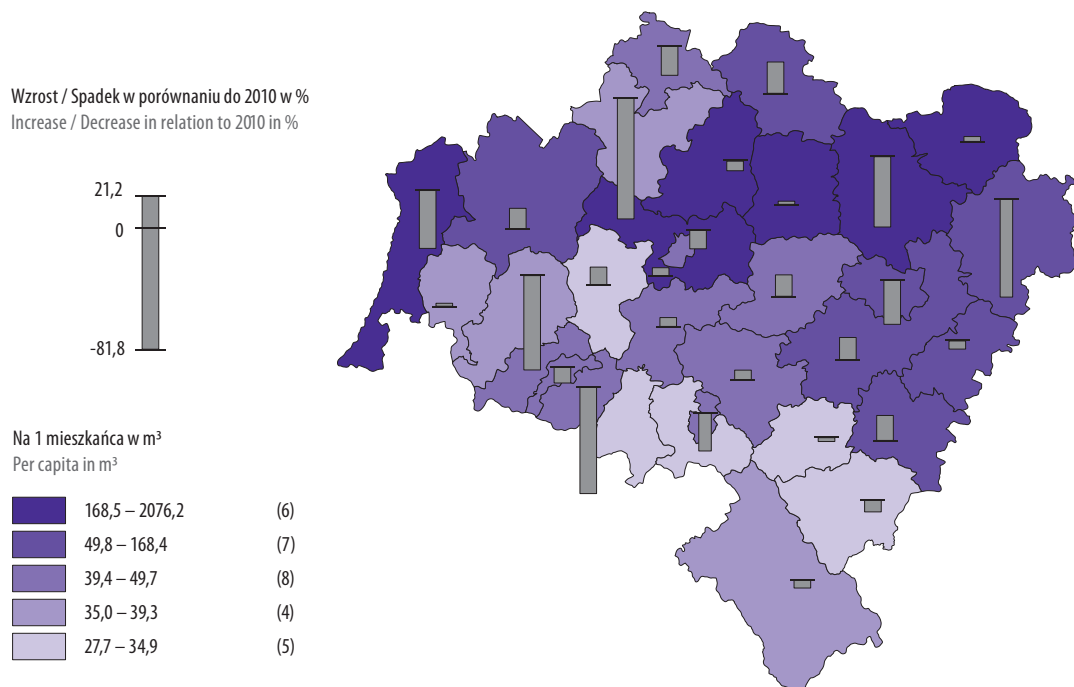 Wzrost / Spadek w porównaniu do 2010 w %
Increase / Decrease in relation to 2010 in %
21,2
0
-81,8
Na 1 mieszkańca w m³
Per capita in m³
168,5 – 2076,2 (6)
49,8 – 168,4 (7)
39,4 – 49,7 (8)
35,0 – 39,3 (4)
27,7 – 34,9 (5)